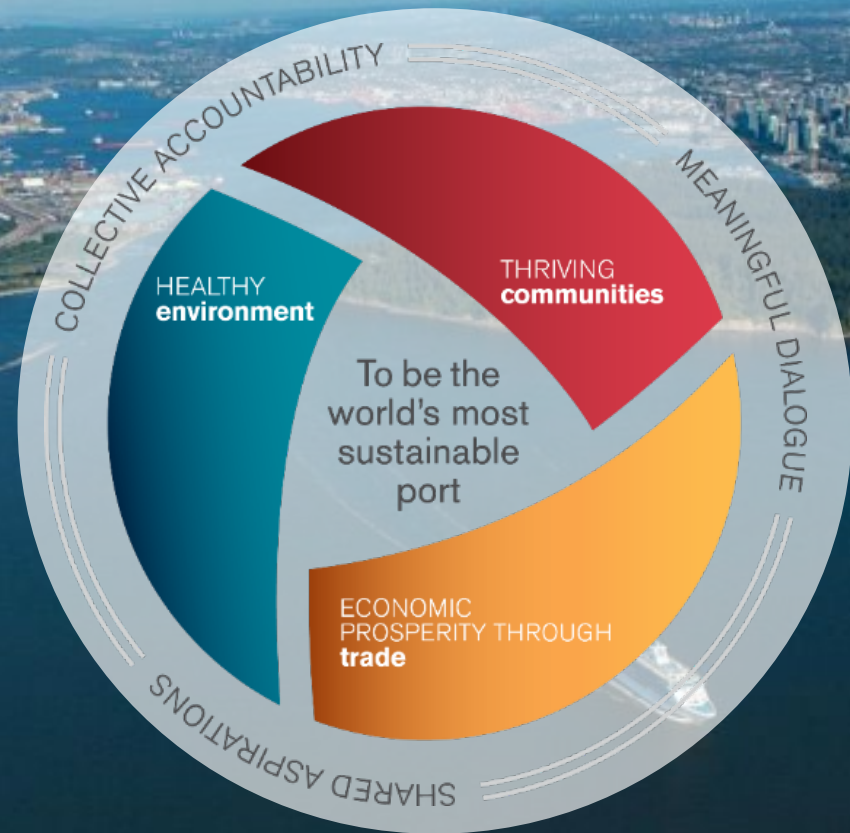 COLLECTIVE ACCOUNTABILITY
MEANINGFUL DIALOGUE
THRIVING
communities
HEALTHY
environment
To be the
world's most
sustainable
port
ECONOMIC
PROSPERITY THROUGH
trade
SHARED ASPIRATIONS